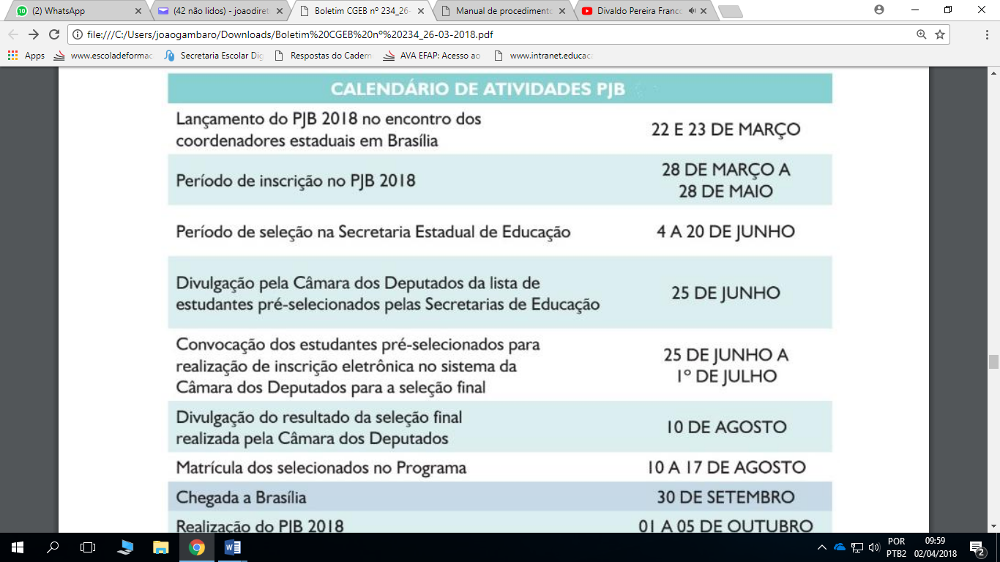 (2) WhatsApp
(42 não lidos) - joaodiret
Boletim CGEB nº 234_26-
Manual de procedimento
Divaldo Pereira Franco
file:///C:/Users/joaogambaro/Downloads/Boletim%20CGEB%20nº%20234_26-03-2018.pdf
Apps
www.escoladeformac
Secretaria Escolar Dig
Respostas do Cadern
AVA EFAP: Acesso ao
www.intranet.educac
CALENDÁRIO DE ATIVIDADES PJB
Lançamento do PJB 2018 no encontro dos
coordenadores estaduais em Brasília
22 E 23 DE MARÇO
Período de inscrição no PJB 2018
28 DE MARÇO A
28 DE MAIO
Período de seleção na Secretaria Estadual de Educação
4 A 20 DE JUNHO
Divulgação pela Câmara dos Deputados da lista de
estudantes pré-selecionados pelas Secretarias de Educação
25 DE JUNHO
Convocação dos estudantes pré-selecionados para
realização de inscrição eletrônica no sistema da
Câmara dos Deputados para a seleção final
25 DE JUNHO A
1º DE JULHO
Divulgação do resultado da seleção final
realizada pela Câmara dos Deputados
10 DE AGOSTO
Matrícula dos selecionados no Programa
10 A 17 DE AGOSTO
Chegada a Brasília
30 DE SETEMBRO
Realização do PJB 2018
01 A 05 DE OUTUBRO
POR
PTB2
09:59
02/04/2018
2